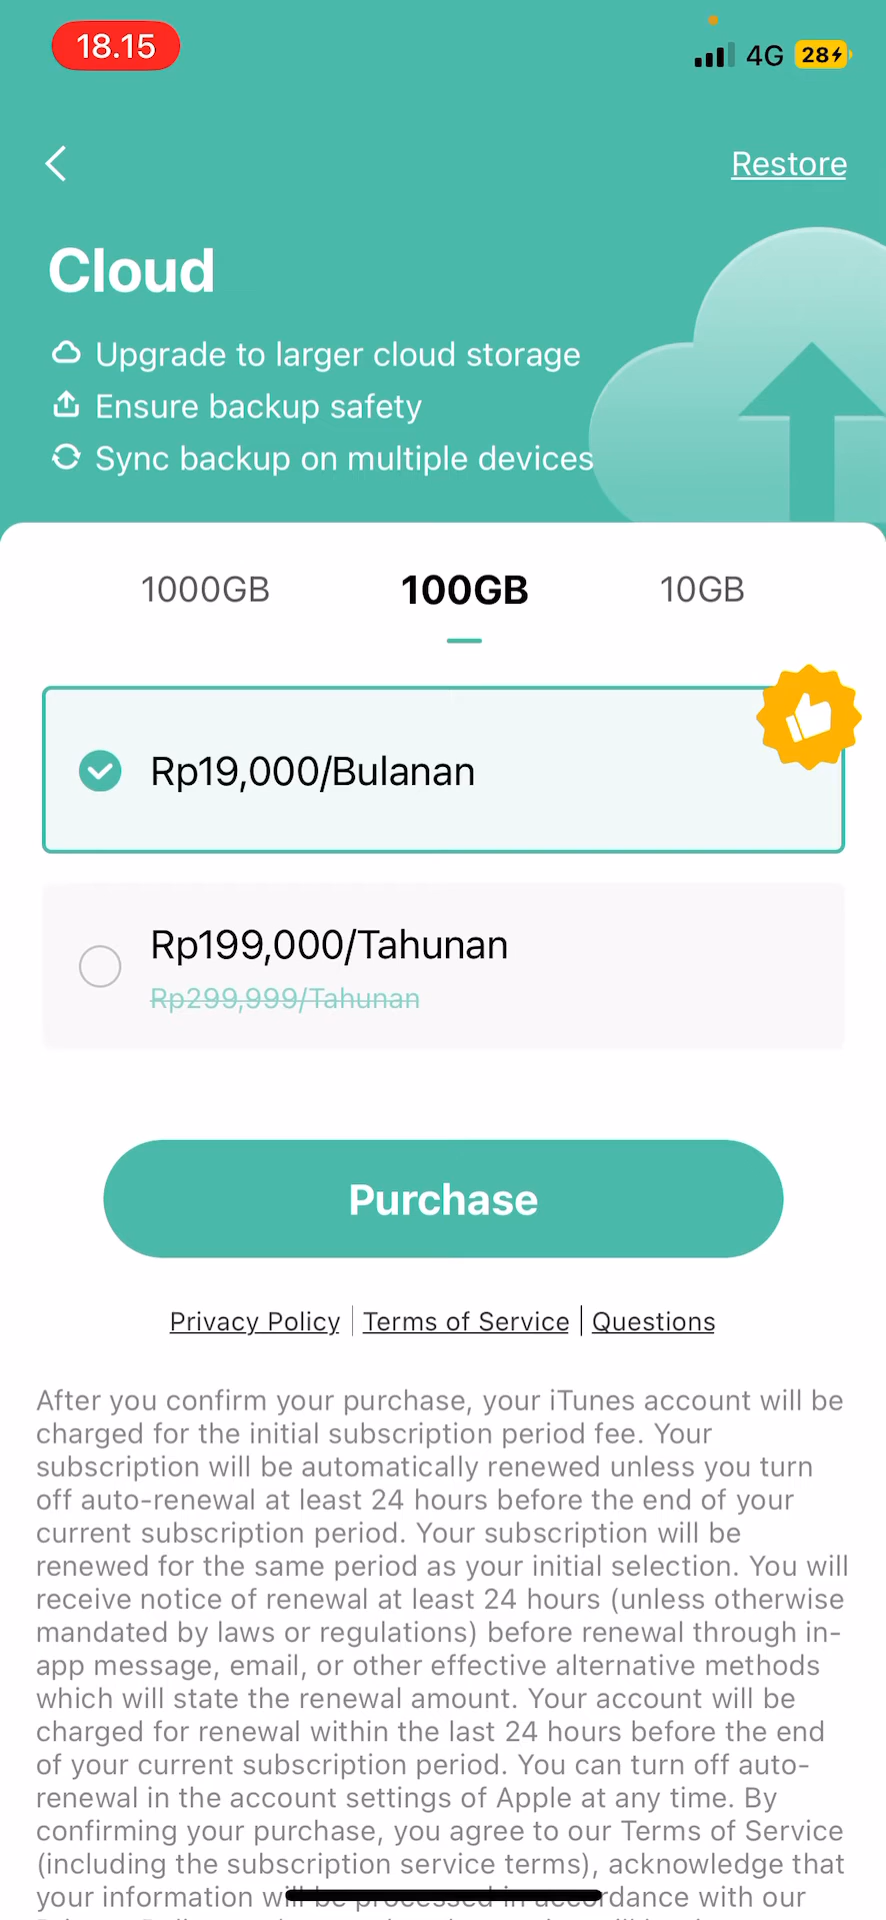 18.15
4G 28
Restore
Cloud
Upgrade to larger cloud storage
Ensure backup safety
Sync backup on multiple devices
1000GB 100GB 10GB
Rp19,000/Bulanan
Rp199,000/Tahunan
Rp299,999/Tahunan
Purchase
Privacy Policy | Terms of Service | Questions
After you confirm your purchase, your iTunes account will be
charged for the initial subscription period fee. Your
subscription will be automatically renewed unless you turn
off auto-renewal at least 24 hours before the end of your
current subscription period. Your subscription will be
renewed for the same period as your initial selection. You will
receive notice of renewal at least 24 hours (unless otherwise
mandated by laws or regulations) before renewal through in-
app message, email, or other effective alternative methods
which will state the renewal amount. Your account will be
charged for renewal within the last 24 hours before the end
of your current subscription period. You can turn off auto-
renewal in the account settings of Apple at any time. By
confirming your purchase, you agree to our Terms of Service
(including the subscription service terms), acknowledge that
your information will be processed in accordance with our